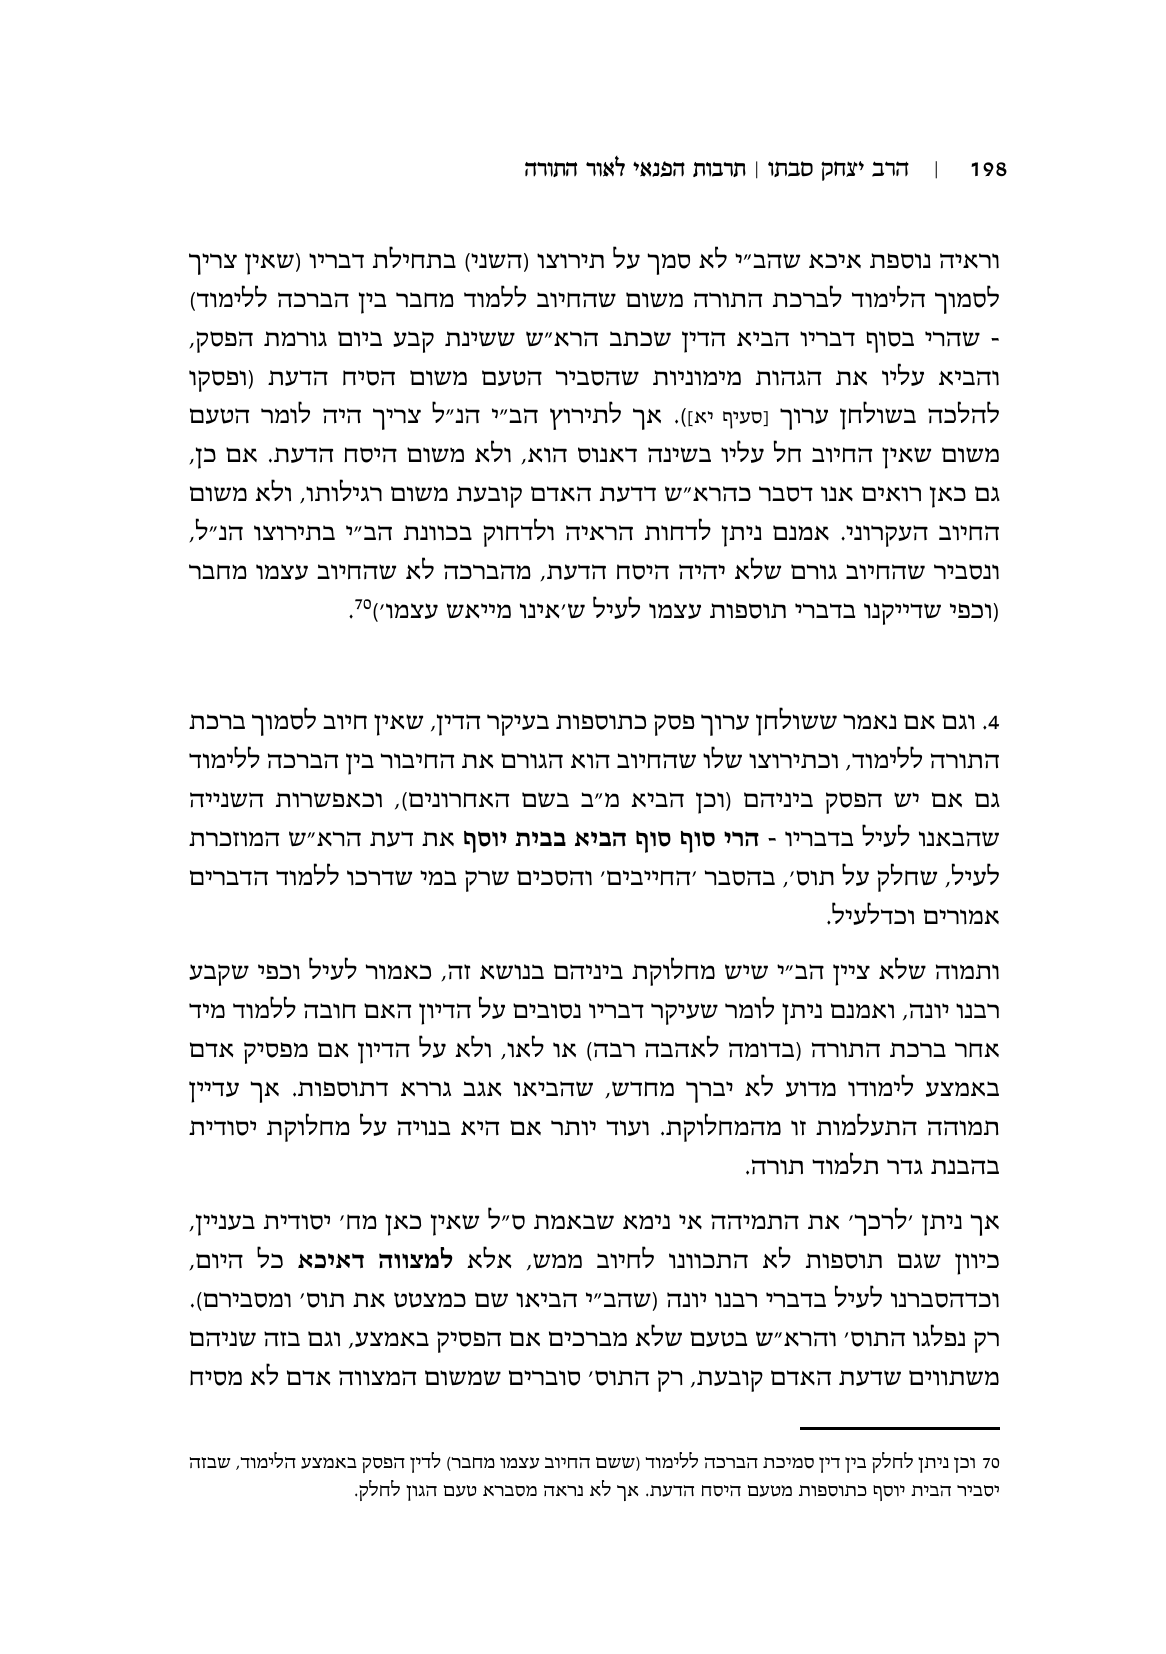 198 | הרב יצחק סבתו | תרבות הפנאי לאור התורה
וראיה נוספת איכא שהב״י לא סמך על תירוצו (השני) בתחילת דבריו (שאין צריך
לסמוך הלימוד לברכת התורה משום שהחיוב ללמוד מחבר בין הברכה ללימוד)
- שהרי בסוף דבריו הביא הדין שכתב הרא״ש ששינת קבע ביום גורמת הפסק,
והביא עליו את הגהות מימוניות שהסביר הטעם משום הסיח הדעת (ופסקו
להלכה בשולחן ערוך [סעיף יא]). אך לתירוץ הב״י הנ״ל צריך היה לומר הטעם
משום שאין החיוב חל עליו בשינה דאנוס הוא, ולא משום היסח הדעת. אם כן,
גם כאן רואים אנו דסבר כהרא״ש דדעת האדם קובעת משום רגילותו, ולא משום
החיוב העקרוני. אמנם ניתן לדחות הראיה ולדחוק בכוונת הב״י בתירוצו הנ״ל,
ונסביר שהחיוב גורם שלא יהיה היסח הדעת, מהברכה לא שהחיוב עצמו מחבר
(וכפי שדייקנו בדברי תוספות עצמו לעיל ש׳אינו מייאש עצמו׳)70.
4. וגם אם נאמר ששולחן ערוך פסק כתוספות בעיקר הדין, שאין חיוב לסמוך ברכת
התורה ללימוד, וכתירוצו שלו שהחיוב הוא הגורם את החיבור בין הברכה ללימוד
גם אם יש הפסק ביניהם (וכן הביא מ״ב בשם האחרונים), וכאפשרות השנייה
שהבאנו לעיל בדבריו - הרי סוף סוף הביא בבית יוסף את דעת הרא״ש המוזכרת
לעיל, שחלק על תוס׳, בהסבר ׳החייבים׳ והסכים שרק במי שדרכו ללמוד הדברים
אמורים וכדלעיל.
ותמוה שלא ציין הב״י שיש מחלוקת ביניהם בנושא זה, כאמור לעיל וכפי שקבע
רבנו יונה, ואמנם ניתן לומר שעיקר דבריו נסובים על הדיון האם חובה ללמוד מיד
אחר ברכת התורה (בדומה לאהבה רבה) או לאו, ולא על הדיון אם מפסיק אדם
באמצע לימודו מדוע לא יברך מחדש, שהביאו אגב גררא דתוספות. אך עדיין
תמוהה התעלמות זו מהמחלוקת. ועוד יותר אם היא בנויה על מחלוקת יסודית
בהבנת גדר תלמוד תורה.
אך ניתן ׳לרכך׳ את התמיהה אי נימא שבאמת ס״ל שאין כאן מח׳ יסודית בעניין,
כיוון שגם תוספות לא התכוונו לחיוב ממש, אלא למצווה דאיכא כל היום,
וכדהסברנו לעיל בדברי רבנו יונה (שהב״י הביאו שם כמצטט את תוס׳ ומסבירם).
רק נפלגו התוס׳ והרא״ש בטעם שלא מברכים אם הפסיק באמצע, וגם בזה שניהם
משתווים שדעת האדם קובעת, רק התוס׳ סוברים שמשום המצווה אדם לא מסיח
70 וכן ניתן לחלק בין דין סמיכת הברכה ללימוד (ששם החיוב עצמו מחבר) לדין הפסק באמצע הלימוד, שבזה
יסביר הבית יוסף כתוספות מטעם היסח הדעת. אך לא נראה מסברא טעם הגון לחלק.